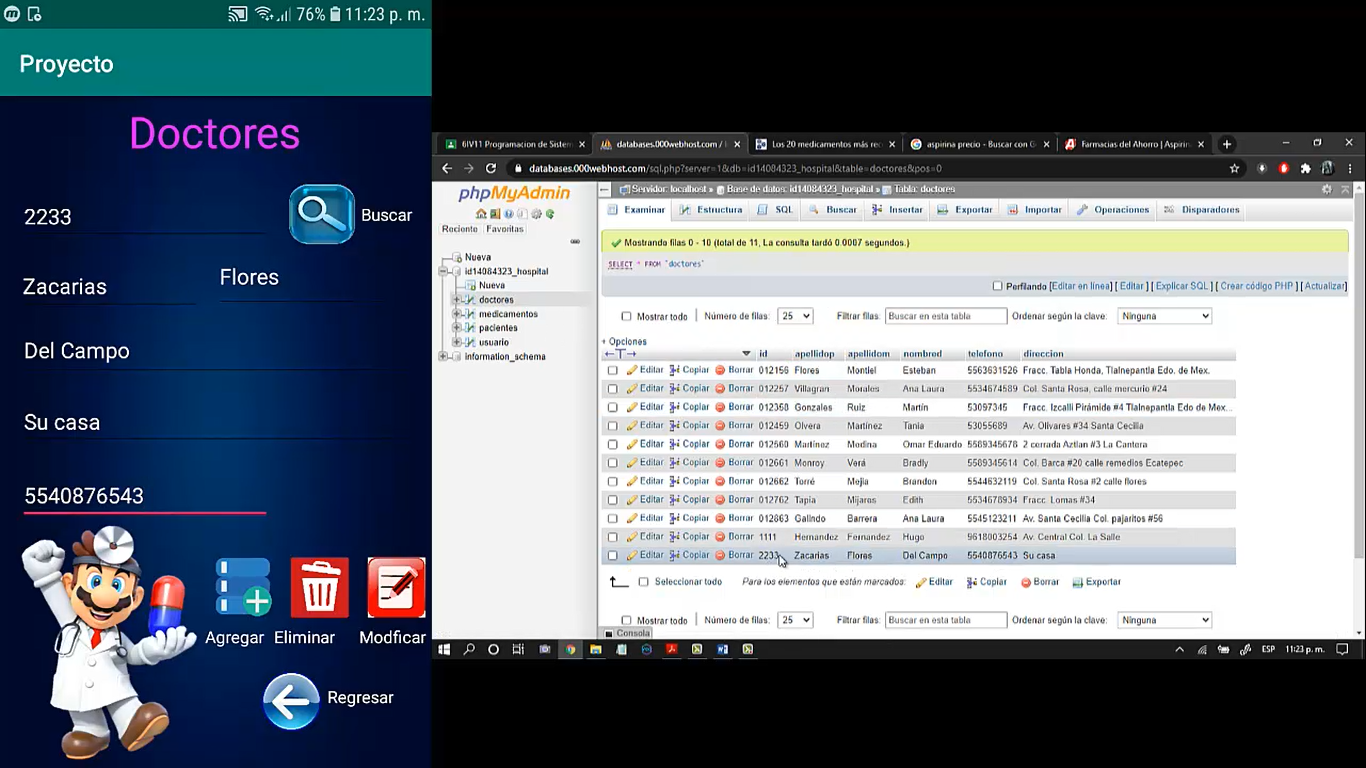 76% 11:23 p. m.
Proyecto
Doctores
2233
Buscar
Zacarias
Flores
Del Campo
Su casa
5540876543
Agregar Eliminar Modficar
Regresar
6IV11 Programacion de Sistem
databases.000webhost.com / 
Los 20 medicamentos más rec
aspirina precio - Buscar con G
Farmacias del Ahorro | Aspirin
databases.000webhost.com/sql.php?server=1&db=id14084323_hospital&table=doctores&pos=0
phpMyAdmin
Reciente Favoritas
Nueva
id14084323_hospital
Nueva
doctores
medicamentos
pacientes
usuario
information_schema
Servidor: localhost » Base de datos: id14084323_hospital » Tabla: doctores
Examinar Estructura SQL Buscar Insertar Exportar Importar Operaciones Disparadores
Mostrando filas 0 - 10 (total de 11, La consulta tardó 0.0007 segundos.)
SELECT * FROM `doctores`
Perfilando [Editar en línea] [ Editar ] [ Explicar SQL ] [ Crear código PHP ] [ Actualizar]
Mostrar todo Número de filas: 25 Filtrar filas: Buscar en esta tabla Ordenar según la clave: Ninguna
+ Opciones
←T→ id apellidop apellidom nombred telefono direccion
Editar Copiar Borrar 012156 Flores Montiel Esteban 5563631526 Fracc. Tabla Honda, Tlalnepantla Edo. de Mex.
Editar Copiar Borrar 012257 Villagran Morales Ana Laura 5534674589 Col. Santa Rosa, calle mercurio #24
Editar Copiar Borrar 012358 Gonzales Ruiz Martín 53097345 Fracc. Izcalli Pirámide #4 Tlalnepantla Edo de Mex...
Editar Copiar Borrar 012459 Olvera Martínez Tania 53055689 Av. Olivares #34 Santa Cecilia
Editar Copiar Borrar 012560 Martínez Medina Omar Eduardo 5589345678 2 cerrada Aztlan #3 La Cantera
Editar Copiar Borrar 012661 Monroy Verá Bradly 5589345614 Col. Barca #20 calle remedios Ecatepec
Editar Copiar Borrar 012662 Torré Mejia Brandon 5544632119 Col. Santa Rosa #2 calle flores
Editar Copiar Borrar 012762 Tapia Mijaros Edith 5534678934 Fracc. Lomas #34
Editar Copiar Borrar 012863 Galindo Barrera Ana Laura 5545123211 Av. Santa Cecilia Col. pajaritos #56
Editar Copiar Borrar 1111 Hernandez Fernandez Hugo 9618003254 Av. Central Col. La Salle
Editar Copiar Borrar 2233 Zacarias Flores Del Campo 5540876543 Su casa
Seleccionar todo Para los elementos que están marcados: Editar Copiar Borrar Exportar
Mostrar todo Número de filas: 25 Filtrar filas: Buscar en esta tabla Ordenar según la clave: Ninguna
Consola
ESP 11:23 p. m.